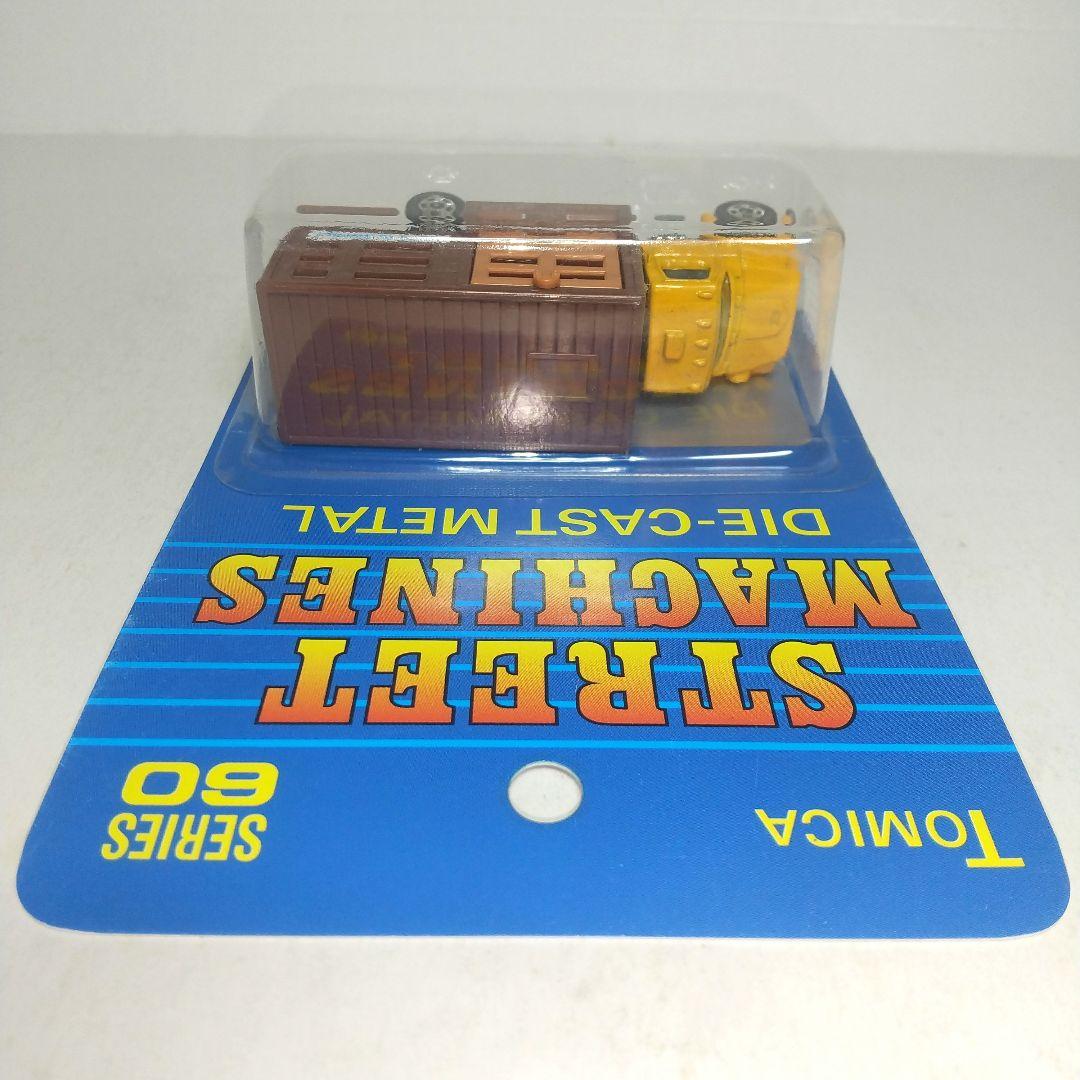 TOMICA
SERIES
60
STREET
MACHINES
DIE-CAST METAL